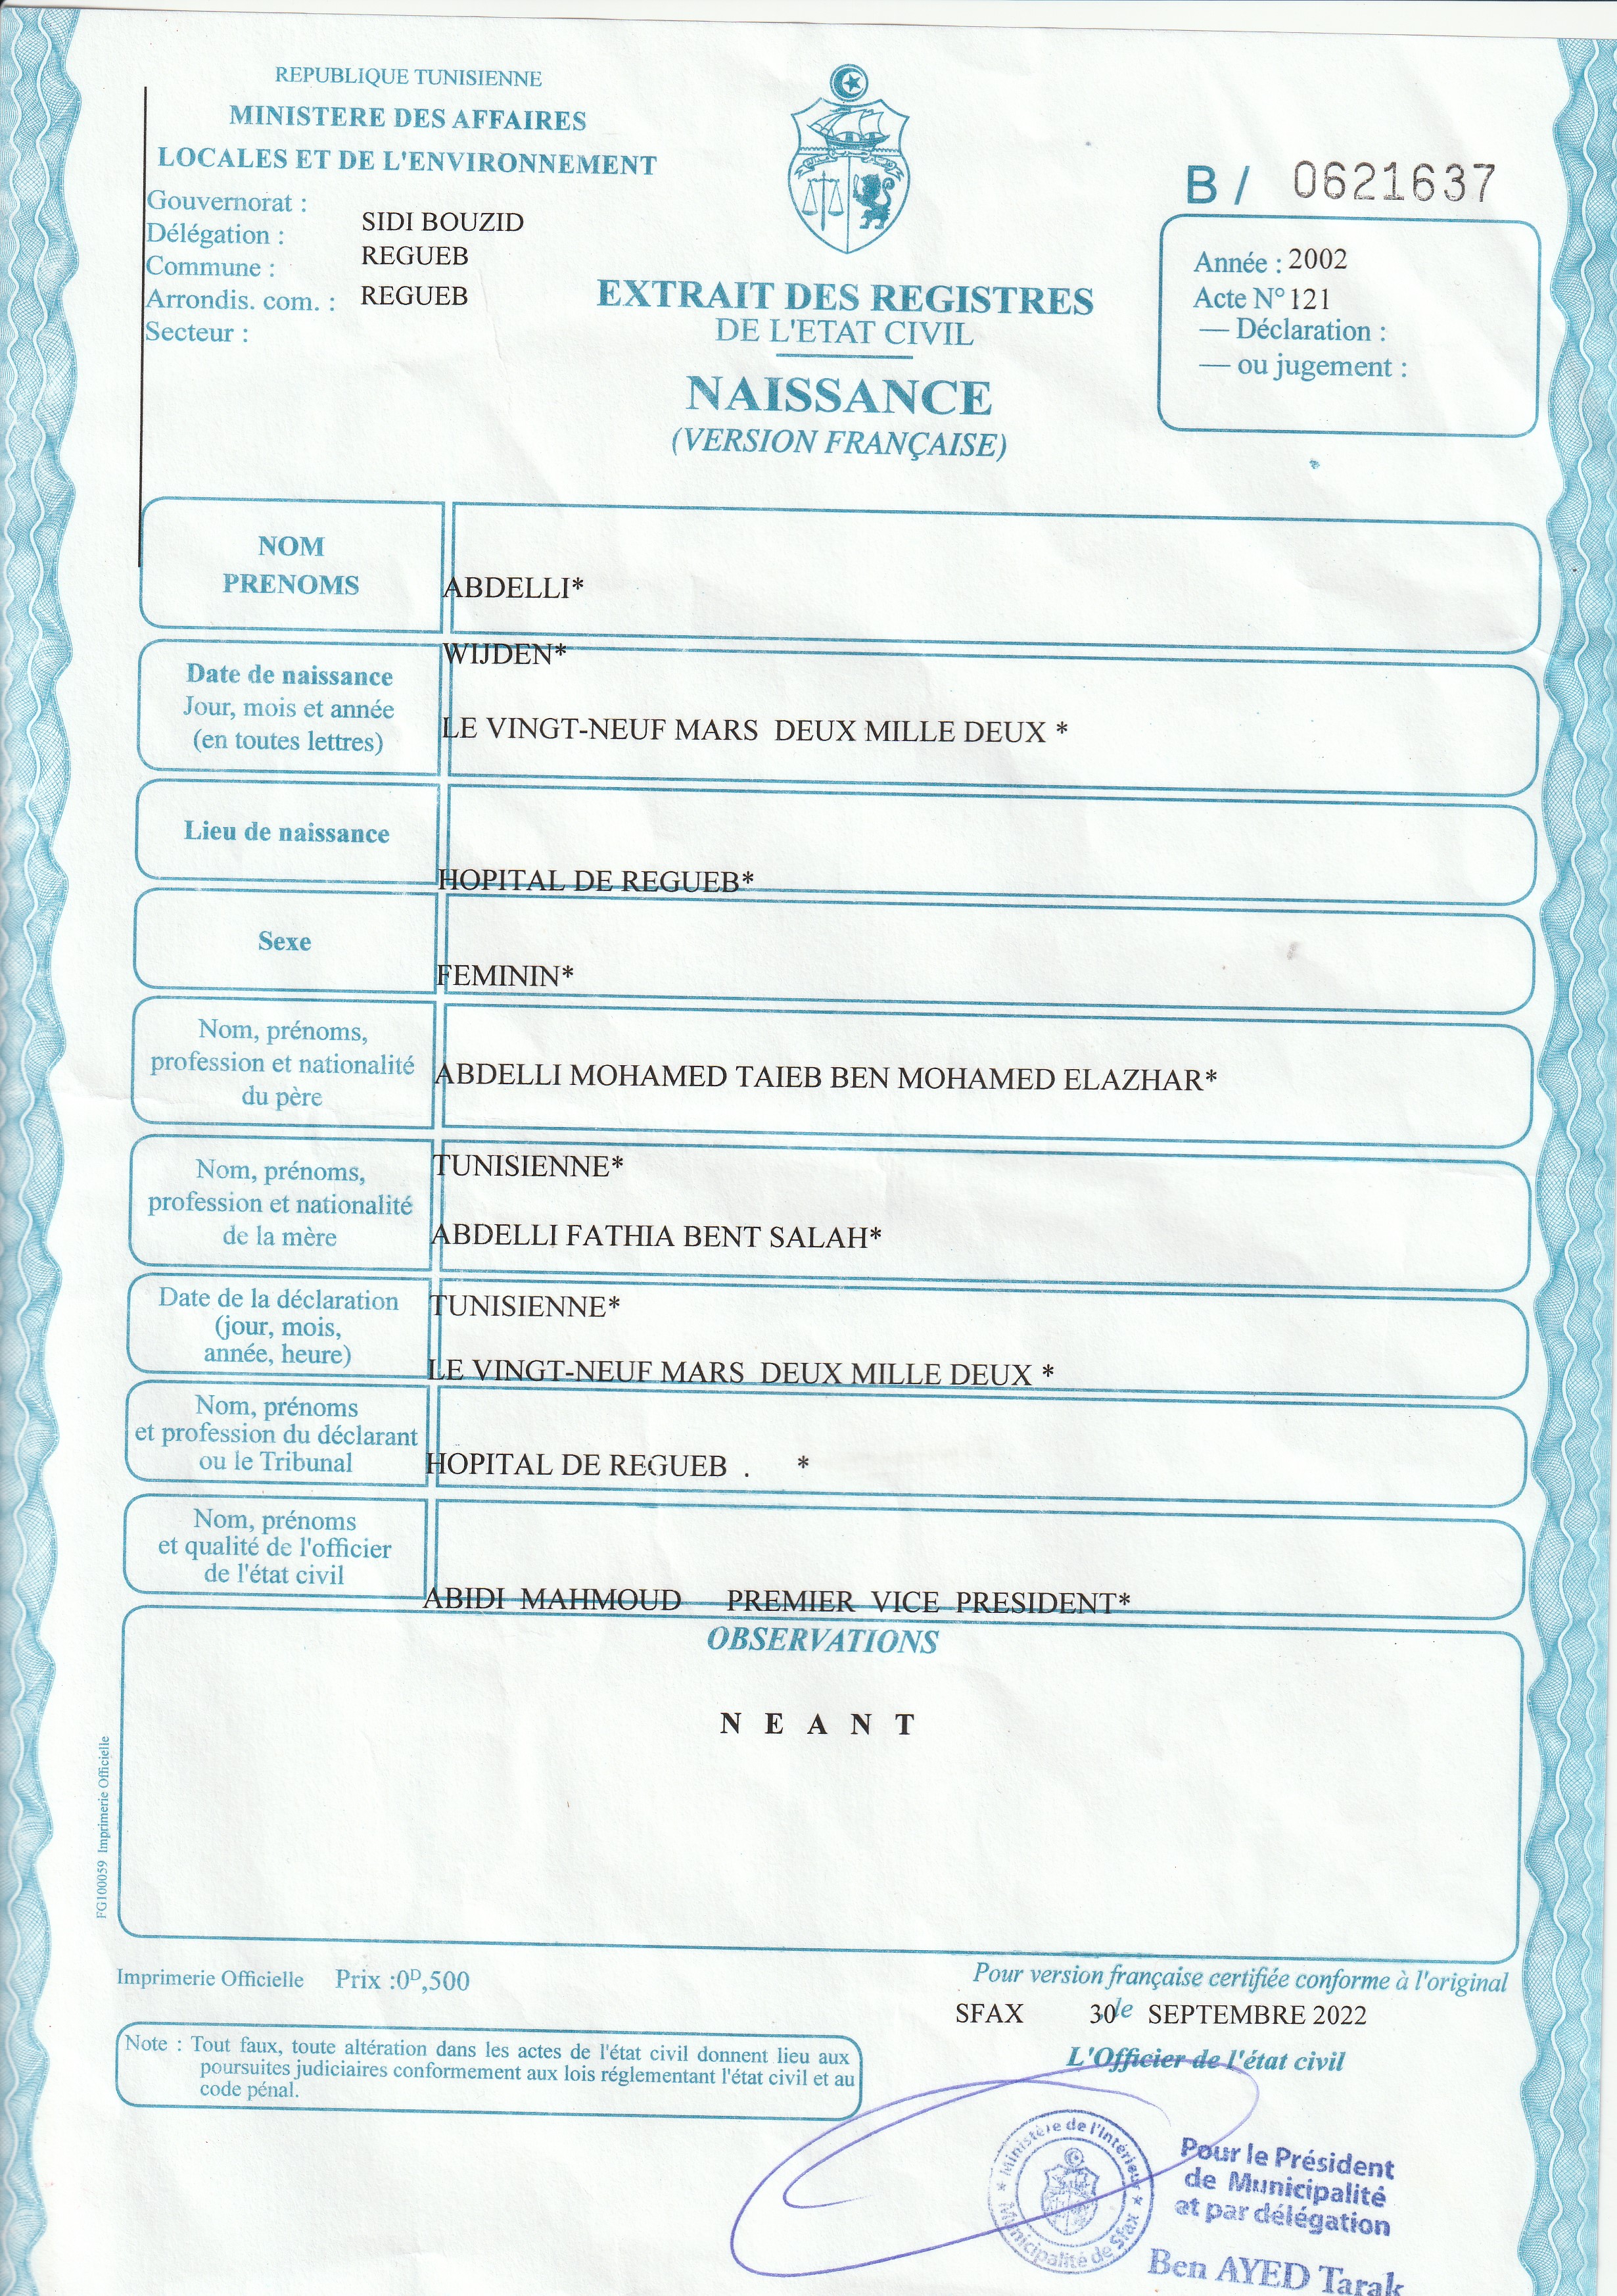 REPUBLIQUE TUNISIENNE
MINISTERE DES AFFAIRES
LOCALES ET DE L'ENVIRONNEMENT
Gouvernorat :
SIDI BOUZID
Délégation :
REGUEB
Commune :
Arrondis. com. : REGUEB
Secteur :
EXTRAIT DES REGISTRES
DE L'ETAT CIVIL
NAISSANCE
(VERSION FRANÇAISE)
B / 0621637
Année : 2002
Acte N° 121
— Déclaration :
— ou jugement :
NOM
PRENOMS
ABDELLI*
WIJDEN*
Date de naissance
Jour, mois et année
(en toutes lettres)
LE VINGT-NEUF MARS DEUX MILLE DEUX *
Lieu de naissance
HOPITAL DE REGUEB*
Sexe
FEMININ*
Nom, prénoms,
profession et nationalité
du père
ABDELLI MOHAMED TAIEB BEN MOHAMED ELAZHAR*
TUNISIENNE*
Nom, prénoms,
profession et nationalité
de la mère
ABDELLI FATHIA BENT SALAH*
TUNISIENNE*
Date de la déclaration
(jour, mois,
année, heure)
LE VINGT-NEUF MARS DEUX MILLE DEUX *
Nom, prénoms
et profession du déclarant
ou le Tribunal
HOPITAL DE REGUEB . *
Nom, prénoms
et qualité de l'officier
de l'état civil
ABIDI MAHMOUD PREMIER VICE PRESIDENT*
OBSERVATIONS
N E A N T
FG100059 Imprimerie Officielle
Imprimerie Officielle Prix :0ᴰ,500
Pour version française certifiée conforme à l'original
SFAX 30 le SEPTEMBRE 2022
L'Officier de l'état civil
Note : Tout faux, toute altération dans les actes de l'état civil donnent lieu aux
poursuites judiciaires conformement aux lois réglementant l'état civil et au
code pénal.
Ministère de l'Intérieur
Municipalité de Sfax
Pour le Président
de Municipalité
at par délégation
Ben AYED Tarak